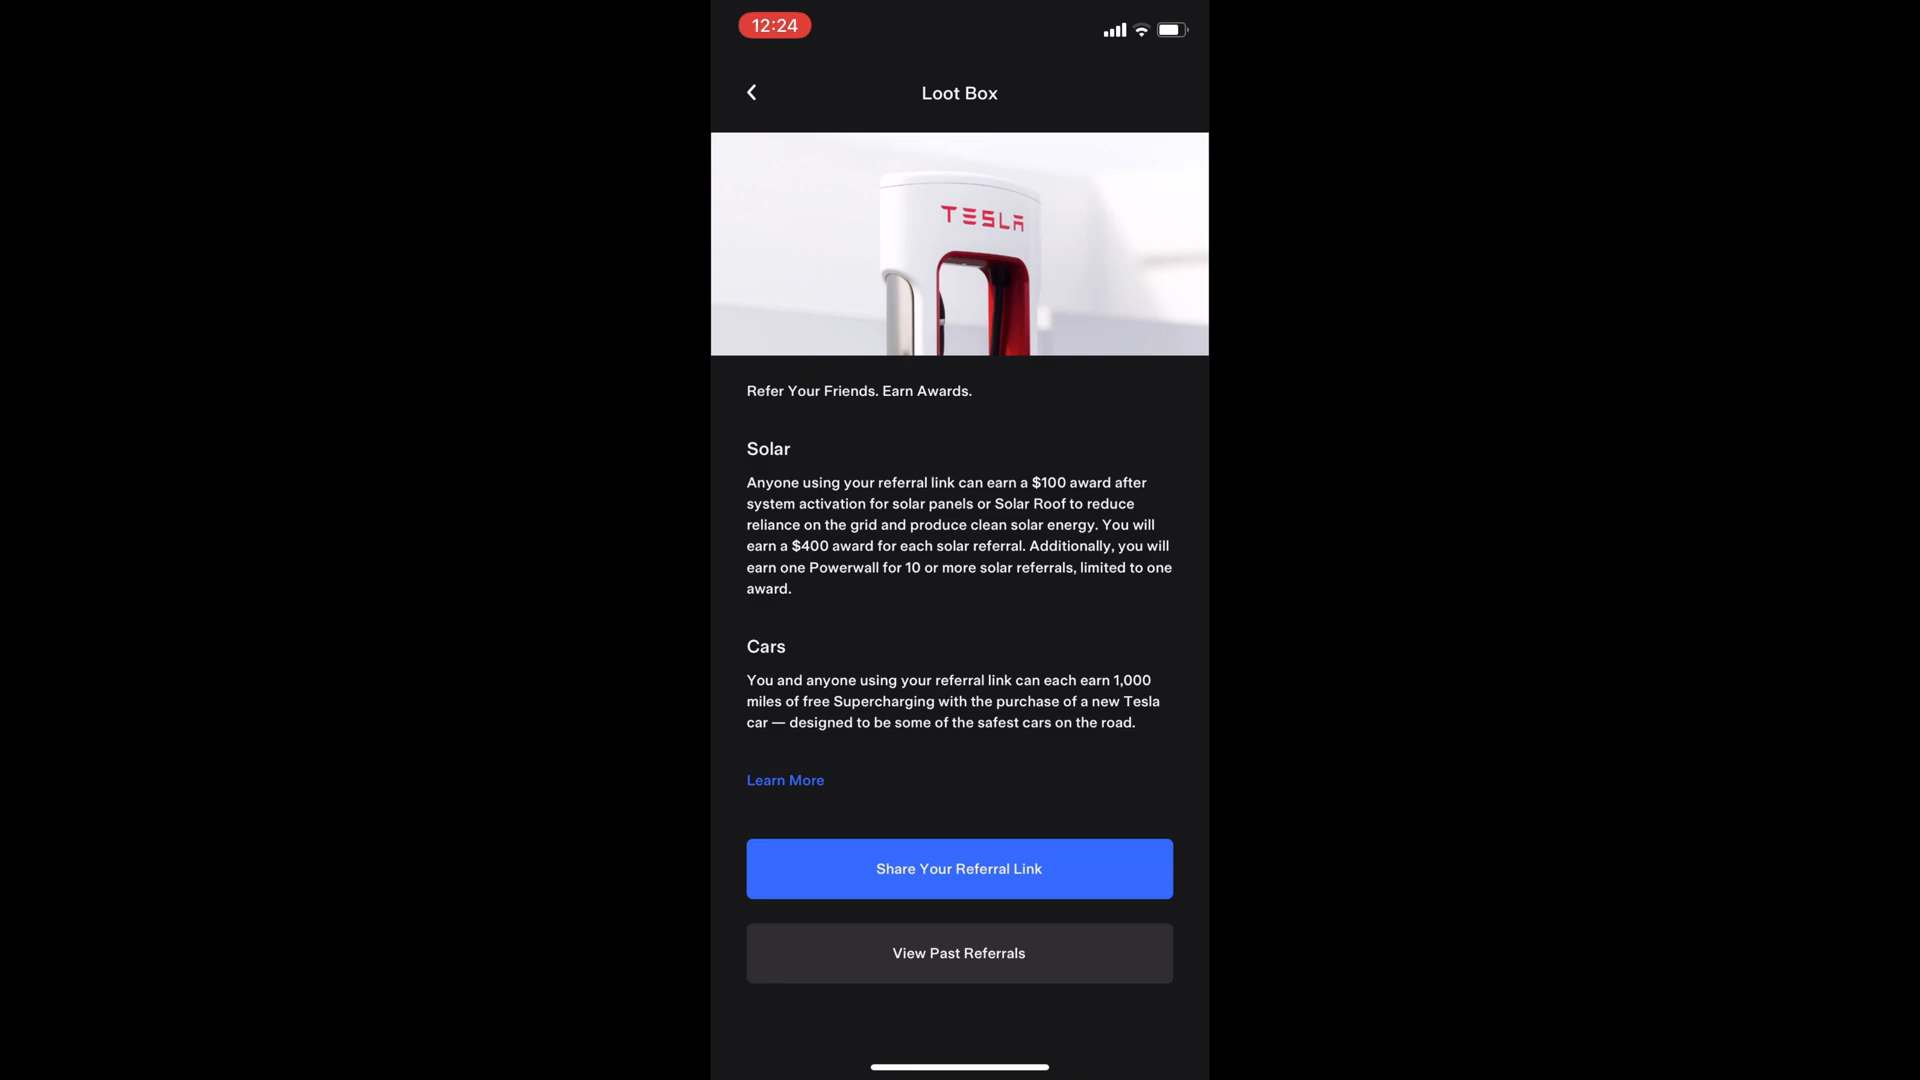 12:24
Loot Box
TESLA
Refer Your Friends. Earn Awards.
Solar
Anyone using your referral link can earn a $100 award after
system activation for solar panels or Solar Roof to reduce
reliance on the grid and produce clean solar energy. You will
earn a $400 award for each solar referral. Additionally, you will
earn one Powerwall for 10 or more solar referrals, limited to one
award.
Cars
You and anyone using your referral link can each earn 1,000
miles of free Supercharging with the purchase of a new Tesla
car — designed to be some of the safest cars on the road.
Learn More
Share Your Referral Link
View Past Referrals